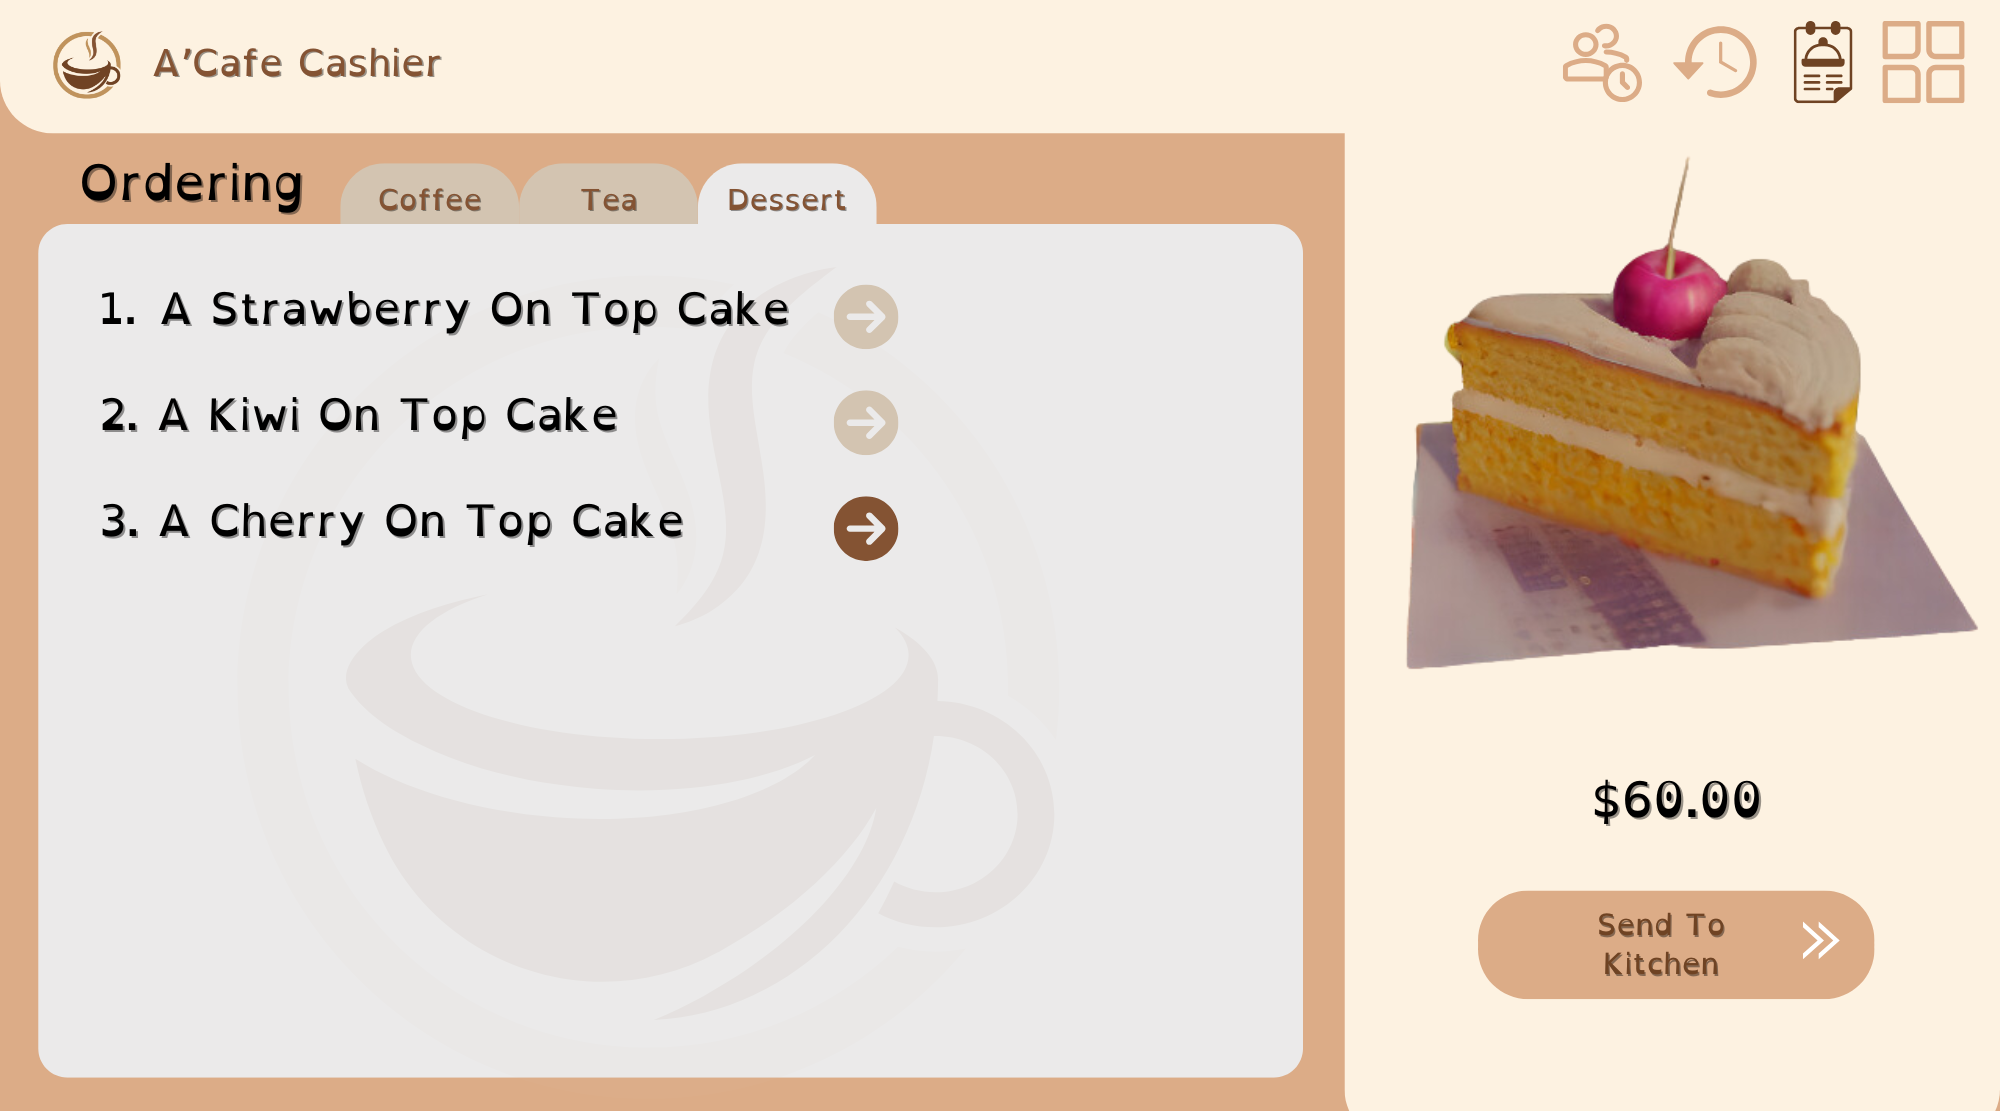 A'Cafe Cashier
Ordering
Coffee
Tea
Dessert
1. A Strawberry On Top Cake
2. A Kiwi On Top Cake
3. A Cherry On Top Cake
$60.00
Send To
Kitchen